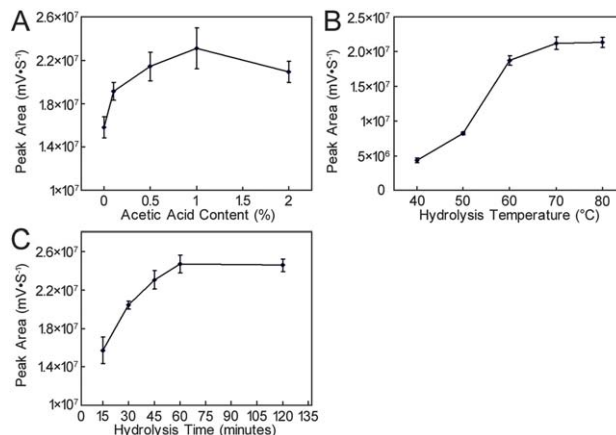 A
Peak Area (mV•S⁻¹)
2.6×10⁷
2.2×10⁷
1.8×10⁷
1.4×10⁷
1×10⁷
0 0.5 1 1.5 2
Acetic Acid Content (%)
B
Peak Area (mV•S⁻¹)
2.5×10⁷
2.0×10⁷
1.5×10⁷
1×10⁷
5×10⁶
0
40 50 60 70 80
Hydrolysis Temperature (°C)
C
Peak Area (mV•S⁻¹)
2.6×10⁷
2.2×10⁷
1.8×10⁷
1.4×10⁷
1×10⁷
0 15 30 45 60 75 90 105 120 135
Hydrolysis Time (minutes)